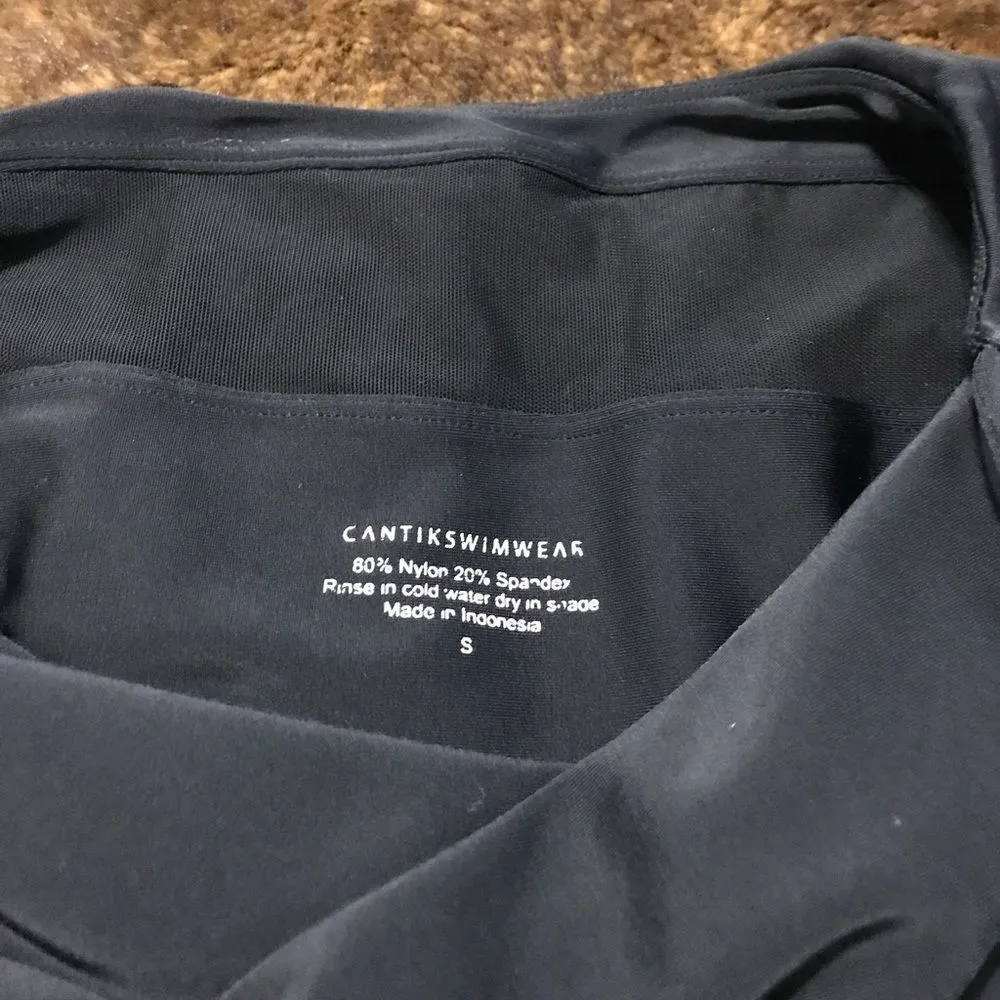 CANTIKSWIMWEAR
80% Nylon 20% Spandex
Rinse in cold water dry in shade
Made in Indonesia
S